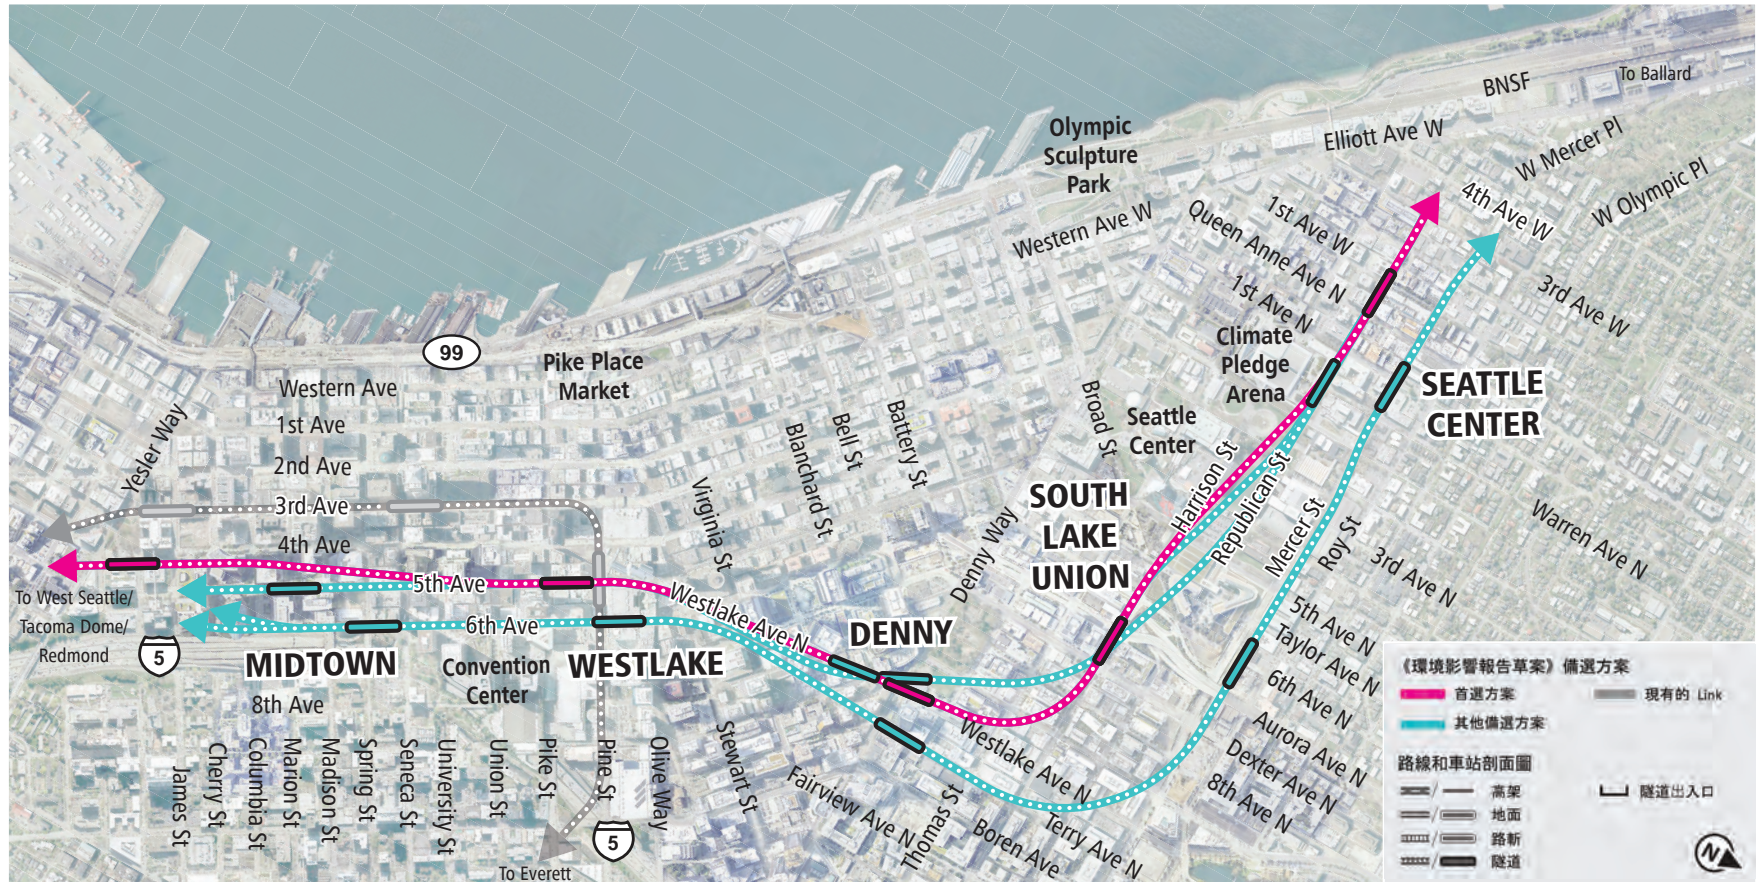 BNSF
To Ballard
Elliott Ave W
W Mercer Pl
W Olympic Pl
Olympic
Sculpture
Park
Western Ave W
1st Ave W
Queen Anne Ave N
1st Ave N
4th Ave W
3rd Ave W
Climate
Pledge
Arena
SEATTLE
CENTER
99
Pike Place
Market
Western Ave
1st Ave
2nd Ave
3rd Ave
4th Ave
5th Ave
6th Ave
8th Ave
Yesler Way
Broad St
Seattle
Center
Battery St
Bell St
Blanchard St
Virginia St
Denny Way
SOUTH
LAKE
UNION
Harrison St
Republican St
Mercer St
Roy St
Warren Ave N
3rd Ave N
5th Ave N
Taylor Ave N
6th Ave N
Aurora Ave N
Dexter Ave N
8th Ave N
To West Seattle/
Tacoma Dome/
Redmond
5
MIDTOWN
Convention
Center
WESTLAKE
Westlake Ave N
DENNY
Westlake Ave N
James St
Cherry St
Columbia St
Marion St
Madison St
Spring St
Seneca St
University St
Union St
Pike St
Pine St
Olive Way
Stewart St
Fairview Ave N
Thomas St
Boren Ave
Terry Ave N
5
To Everett
《環境影響報告草案》備選方案
首選方案
現有的 Link
其他備選方案
路線和車站剖面圖
高架
隧道出入口
地面
路塹
隧道
N